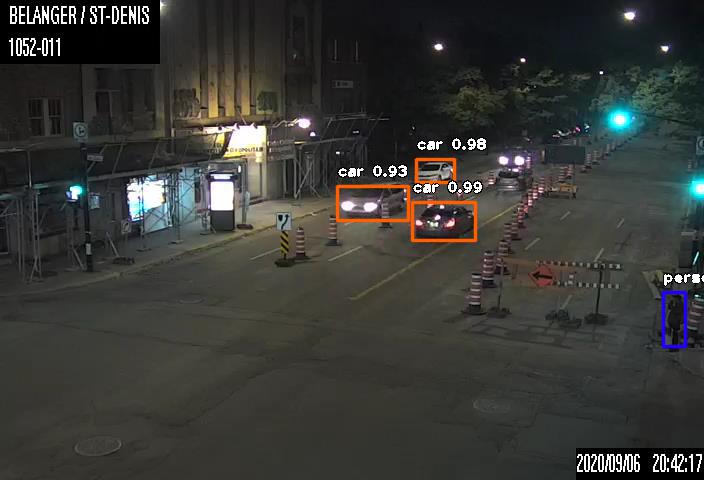 BELANGER / ST-DENIS
1052-011
car 0.98
car 0.93
car 0.99
pers
2020/09/06 20:42:17